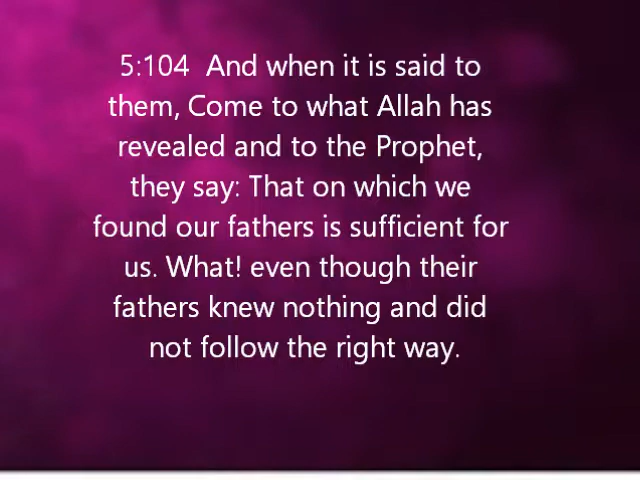 5:104  And when it is said to
them, Come to what Allah has
revealed and to the Prophet,
they say: That on which we
found our fathers is sufficient for
us. What! even though their
fathers knew nothing and did
not follow the right way.